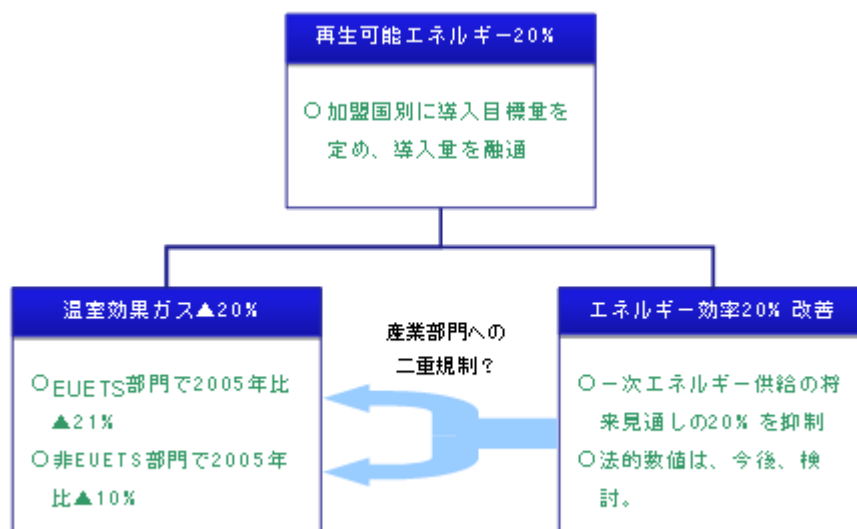 再生可能エネルギー20%
○加盟国別に導入目標量を
定め、導入量を融通
温室効果ガス▲20%
○EUETS部門で2005年比
▲21%
○非EUETS部門で2005年
比▲10%
産業部門への
二重規制?
エネルギー効率20% 改善
○一次エネルギー供給の将
来見通しの20% を抑制
○法的数値は、今後、検
討。